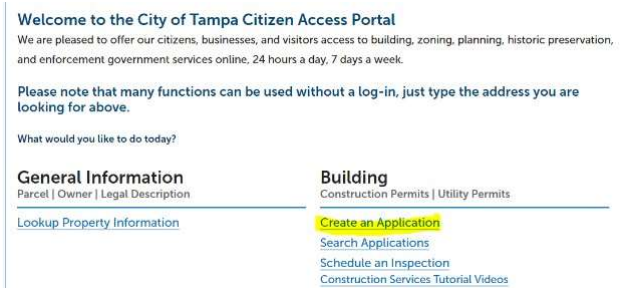 Welcome to the City of Tampa Citizen Access Portal
We are pleased to offer our citizens, businesses, and visitors access to building, zoning, planning, historic preservation,
and enforcement government services online, 24 hours a day, 7 days a week.
Please note that many functions can be used without a log-in, just type the address you are
looking for above.
What would you like to do today?
General Information
Parcel | Owner | Legal Description
Lookup Property Information
Building
Construction Permits | Utility Permits
Create an Application
Search Applications
Schedule an Inspection
Construction Services Tutorial Videos